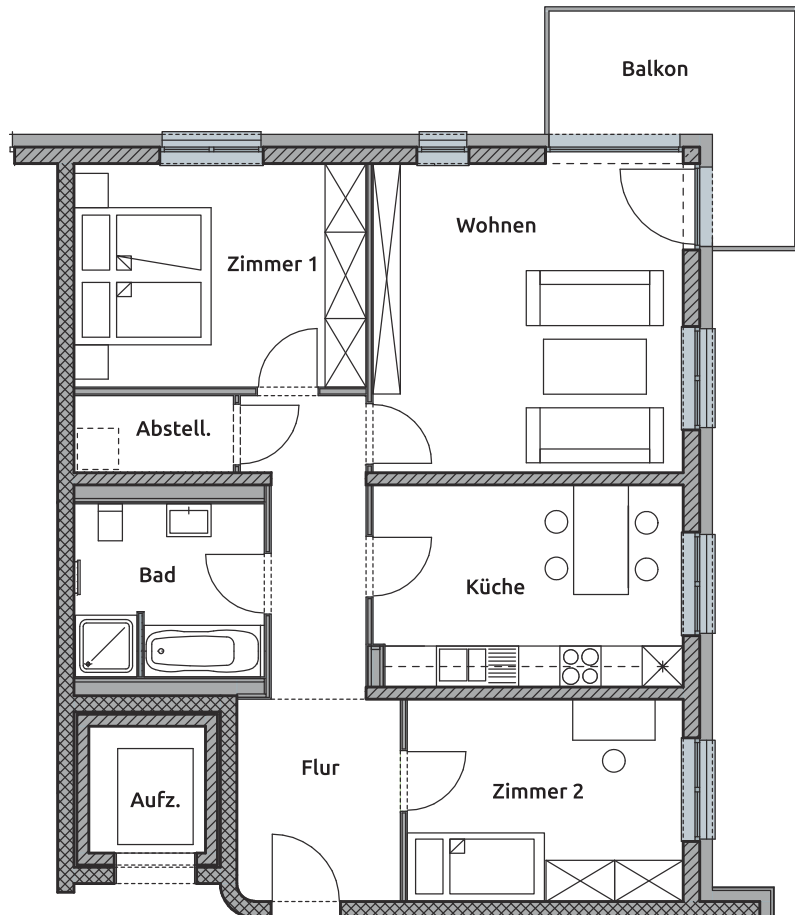 Balkon
Wohnen
Zimmer 1
Abstell.
Bad
Küche
Flur
Zimmer 2
Aufz.